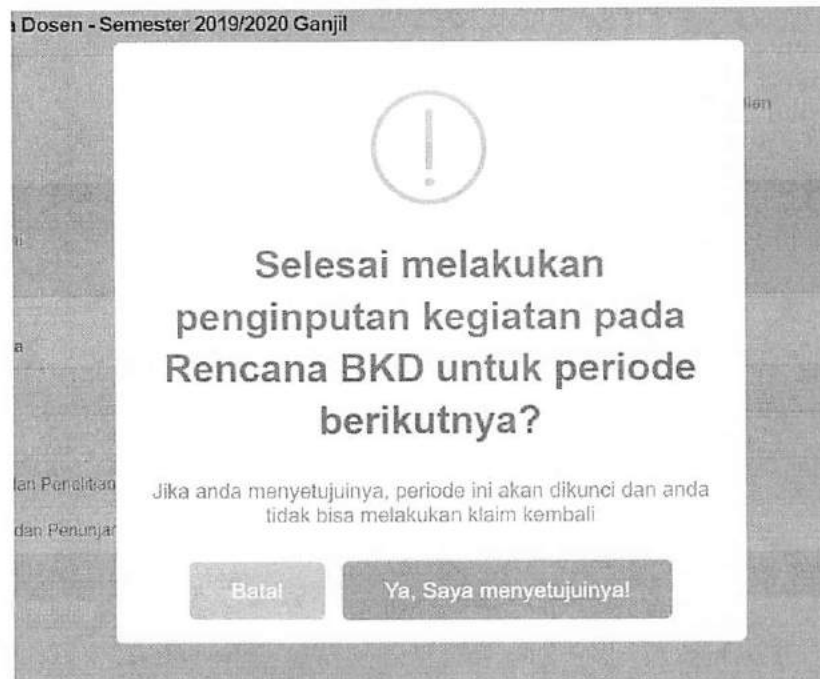 Dosen - Semester 2019/2020 Ganjil
Selesai melakukan
penginputan kegiatan pada
Rencana BKD untuk periode
berikutnya?
dan Penelitian
Jika anda menyetujuinya, periode ini akan dikunci dan anda
tidak bisa melakukan klaim kembali
dan Penunjan
Batal
Ya, Saya menyetujuinya!